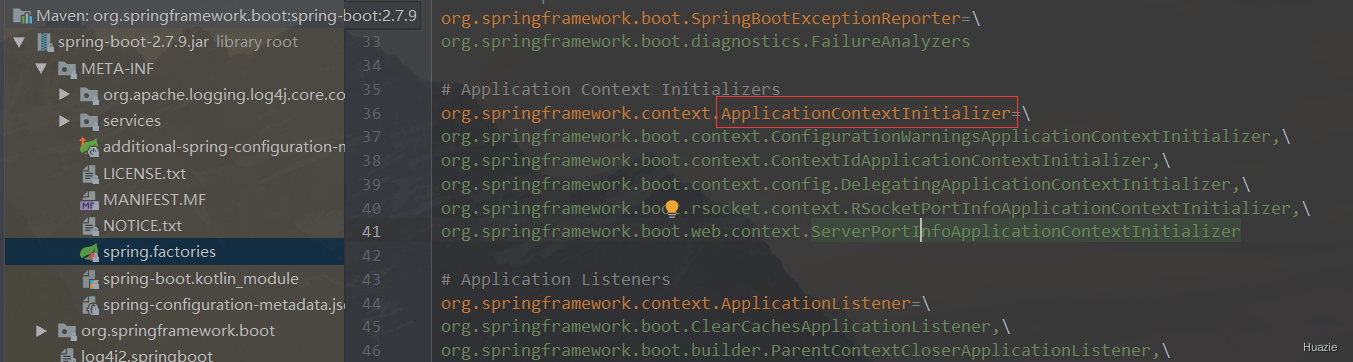 Maven: org.springframework.boot:spring-boot:2.7.9
spring-boot-2.7.9.jar library root
META-INF
org.apache.logging.log4j.core.co
services
additional-spring-configuration-m
LICENSE.txt
MANIFEST.MF
NOTICE.txt
spring.factories
spring-boot.kotlin_module
spring-configuration-metadata.jso
org.springframework.boot
log4j2.springboot
org.springframework.boot.SpringBootExceptionReporter=\
33 org.springframework.boot.diagnostics.FailureAnalyzers
34
35 # Application Context Initializers
36 org.springframework.context.ApplicationContextInitializer=\
37 org.springframework.boot.context.ConfigurationWarningsApplicationContextInitializer,\
38 org.springframework.boot.context.ContextIdApplicationContextInitializer,\
39 org.springframework.boot.context.config.DelegatingApplicationContextInitializer,\
40 org.springframework.boot.rsocket.context.RSocketPortInfoApplicationContextInitializer,\
41 org.springframework.boot.web.context.ServerPortInfoApplicationContextInitializer
42
43 # Application Listeners
44 org.springframework.context.ApplicationListener=\
45 org.springframework.boot.ClearCachesApplicationListener,\
46 org.springframework.boot.builder.ParentContextCloserApplicationListener,\
Huazie